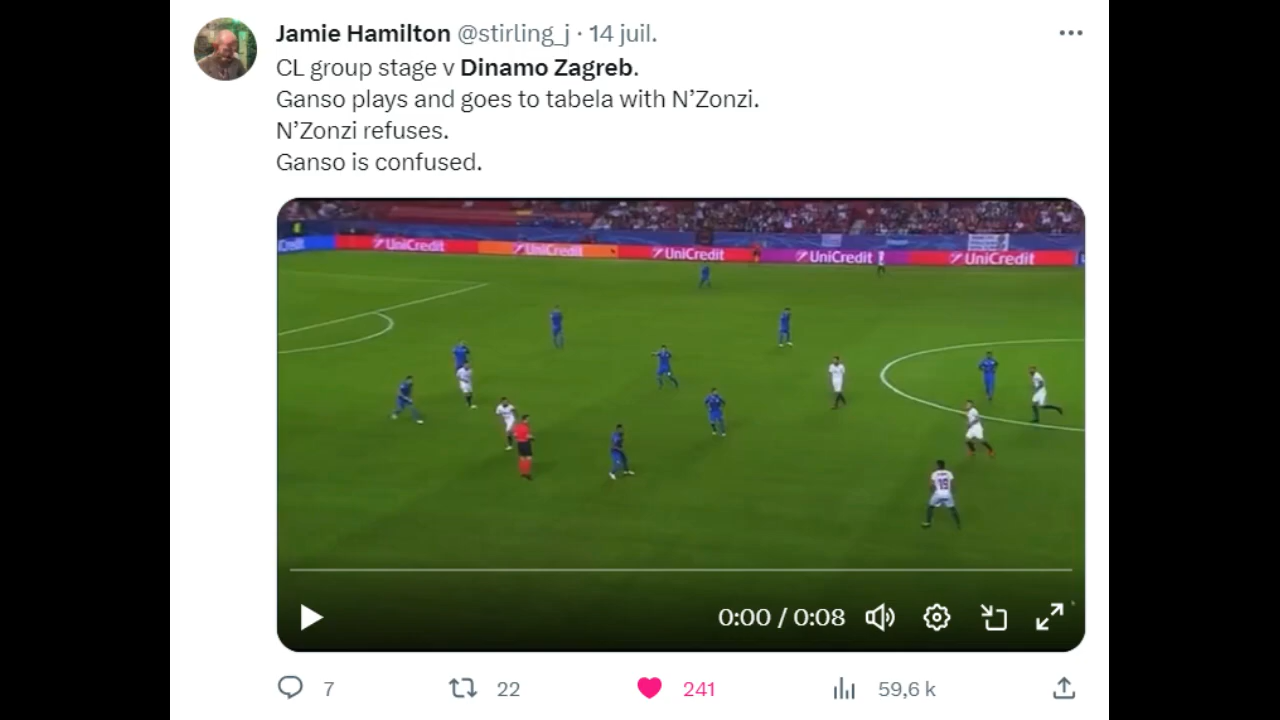 Jamie Hamilton @stirling_j · 14 juil.
CL group stage v Dinamo Zagreb.
Ganso plays and goes to tabela with N’Zonzi.
N’Zonzi refuses.
Ganso is confused.
UniCredit UniCredit UniCredit UniCredit UniCredit
19
0:00 / 0:08
7 22 241 59,6 k